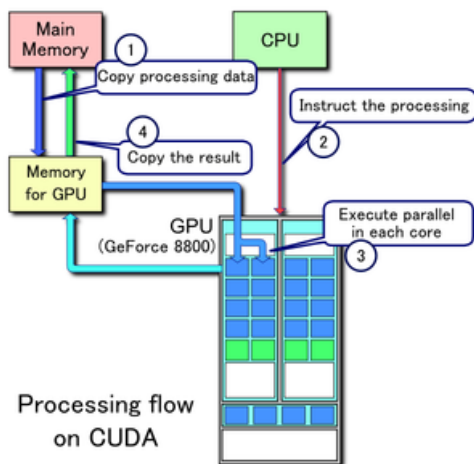 Main
Memory
1
Copy processing data
CPU
Instruct the processing
2
4
Copy the result
Memory
for GPU
GPU
(GeForce 8800)
Execute parallel
in each core
3
Processing flow
on CUDA